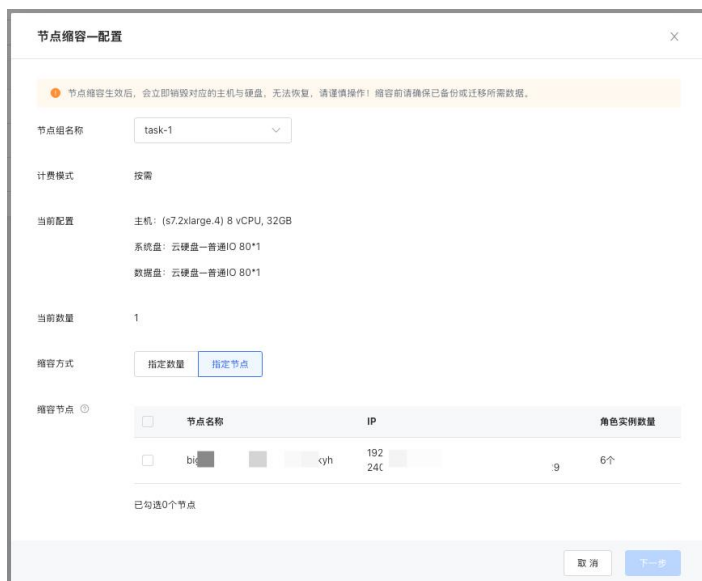 节点缩容—配置
节点缩容生效后，会立即销毁对应的主机与硬盘，无法恢复，请谨慎操作！缩容前请确保已备份或迁移所需数据。
节点组名称 task-1
计费模式 按需
当前配置 主机：(s7.2xlarge.4) 8 vCPU, 32GB
系统盘：云硬盘—普通IO 80*1
数据盘：云硬盘—普通IO 80*1
当前数量 1
缩容方式 指定数量 指定节点
缩容节点
节点名称 IP 角色实例数量
192
6个
已勾选0个节点
取消 下一步